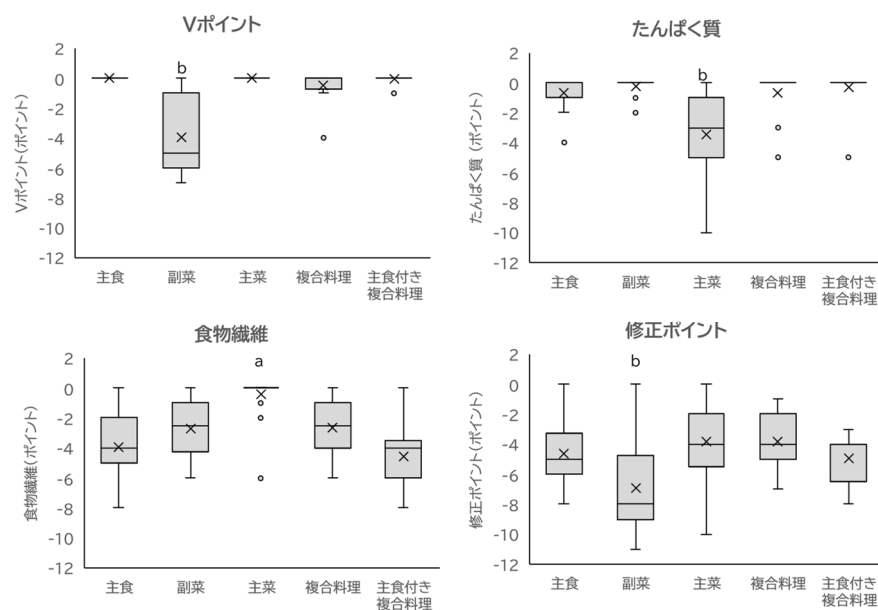 Vポイント
Vポイント(ポイント)
2
0
-2
-4
-6
-8
-10
-12
b
主食
副菜
主菜
複合料理
主食付き
複合料理
たんぱく質
たんぱく質 (ポイント)
2
0
-2
-4
-6
-8
-10
-12
b
主食
副菜
主菜
複合料理
主食付き
複合料理
食物繊維
食物繊維(ポイント)
2
0
-2
-4
-6
-8
-10
-12
a
主食
副菜
主菜
複合料理
主食付き
複合料理
修正ポイント
修正ポイント(ポイント)
2
0
-2
-4
-6
-8
-10
-12
b
主食
副菜
主菜
複合料理
主食付き
複合料理